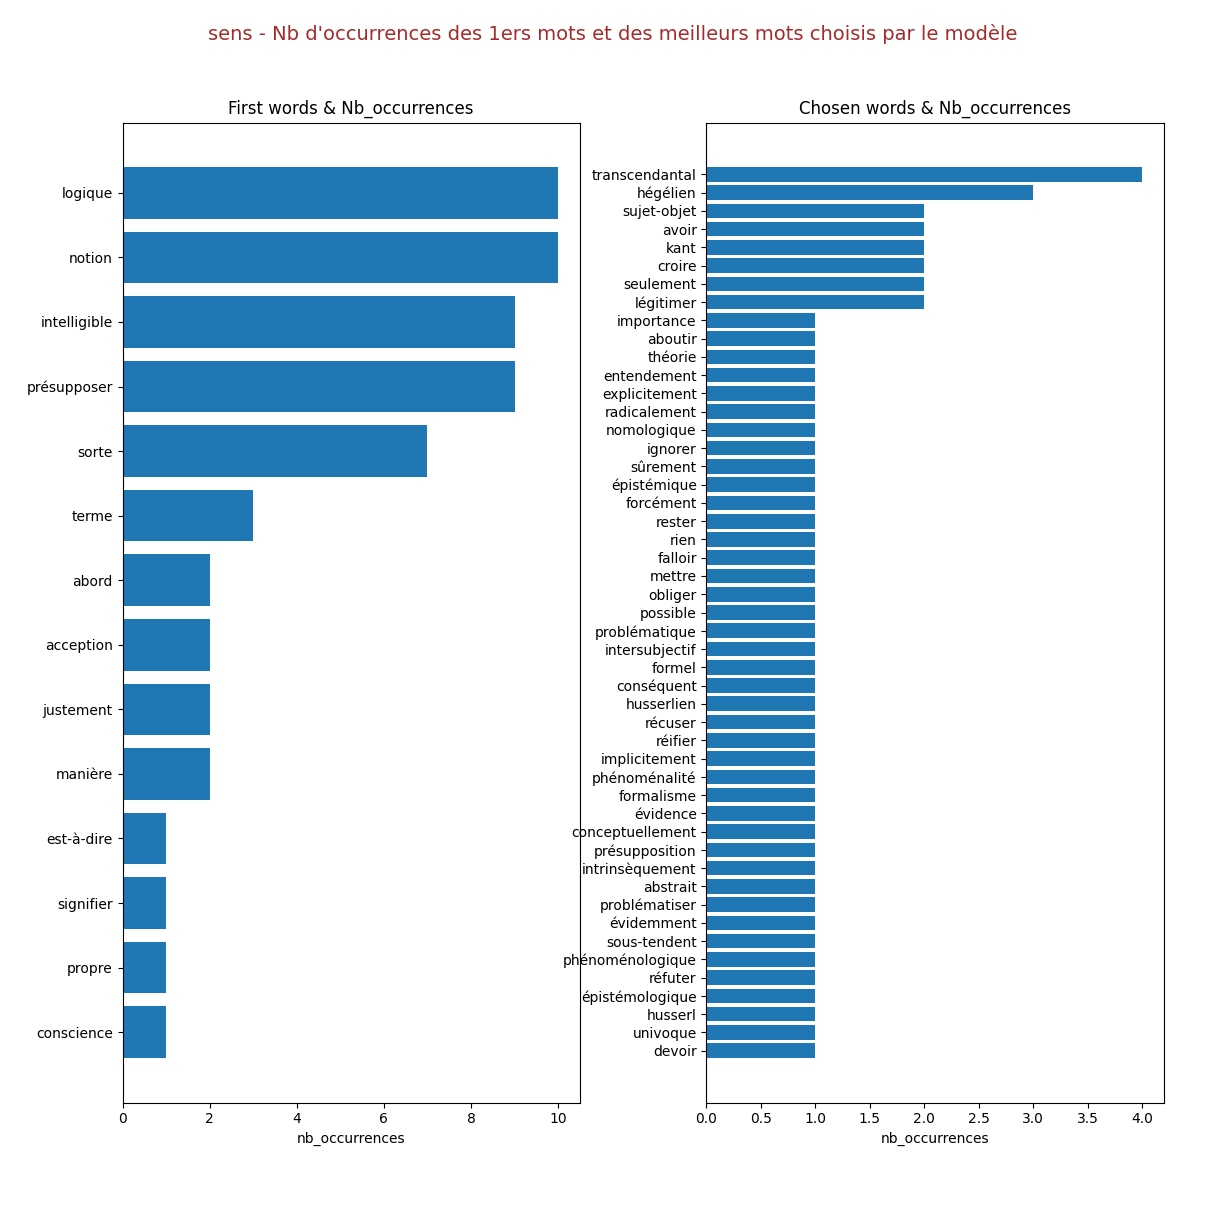 sens - Nb d'occurrences des 1ers mots et des meilleurs mots choisis par le modèle
First words & Nb_occurrences
logique
notion
intelligible
présupposer
sorte
terme
abord
acception
justement
manière
est-à-dire
signifier
propre
conscience
0 2 4 6 8 10
nb_occurrences
Chosen words & Nb_occurrences
transcendantal
hégélien
sujet-objet
avoir
kant
croire
seulement
légitimer
importance
aboutir
théorie
entendement
explicitement
radicalement
nomologique
ignorer
sûrement
épistémique
forcément
rester
rien
falloir
mettre
obliger
possible
problématique
intersubjectif
formel
conséquent
husserlien
récuser
réifier
implicitement
phénoménalité
formalisme
évidence
conceptuellement
présupposition
intrinsèquement
abstrait
problématiser
évidemment
sous-tendent
phénoménologique
réfuter
épistémologique
husserl
univoque
devoir
0.0 0.5 1.0 1.5 2.0 2.5 3.0 3.5 4.0
nb_occurrences